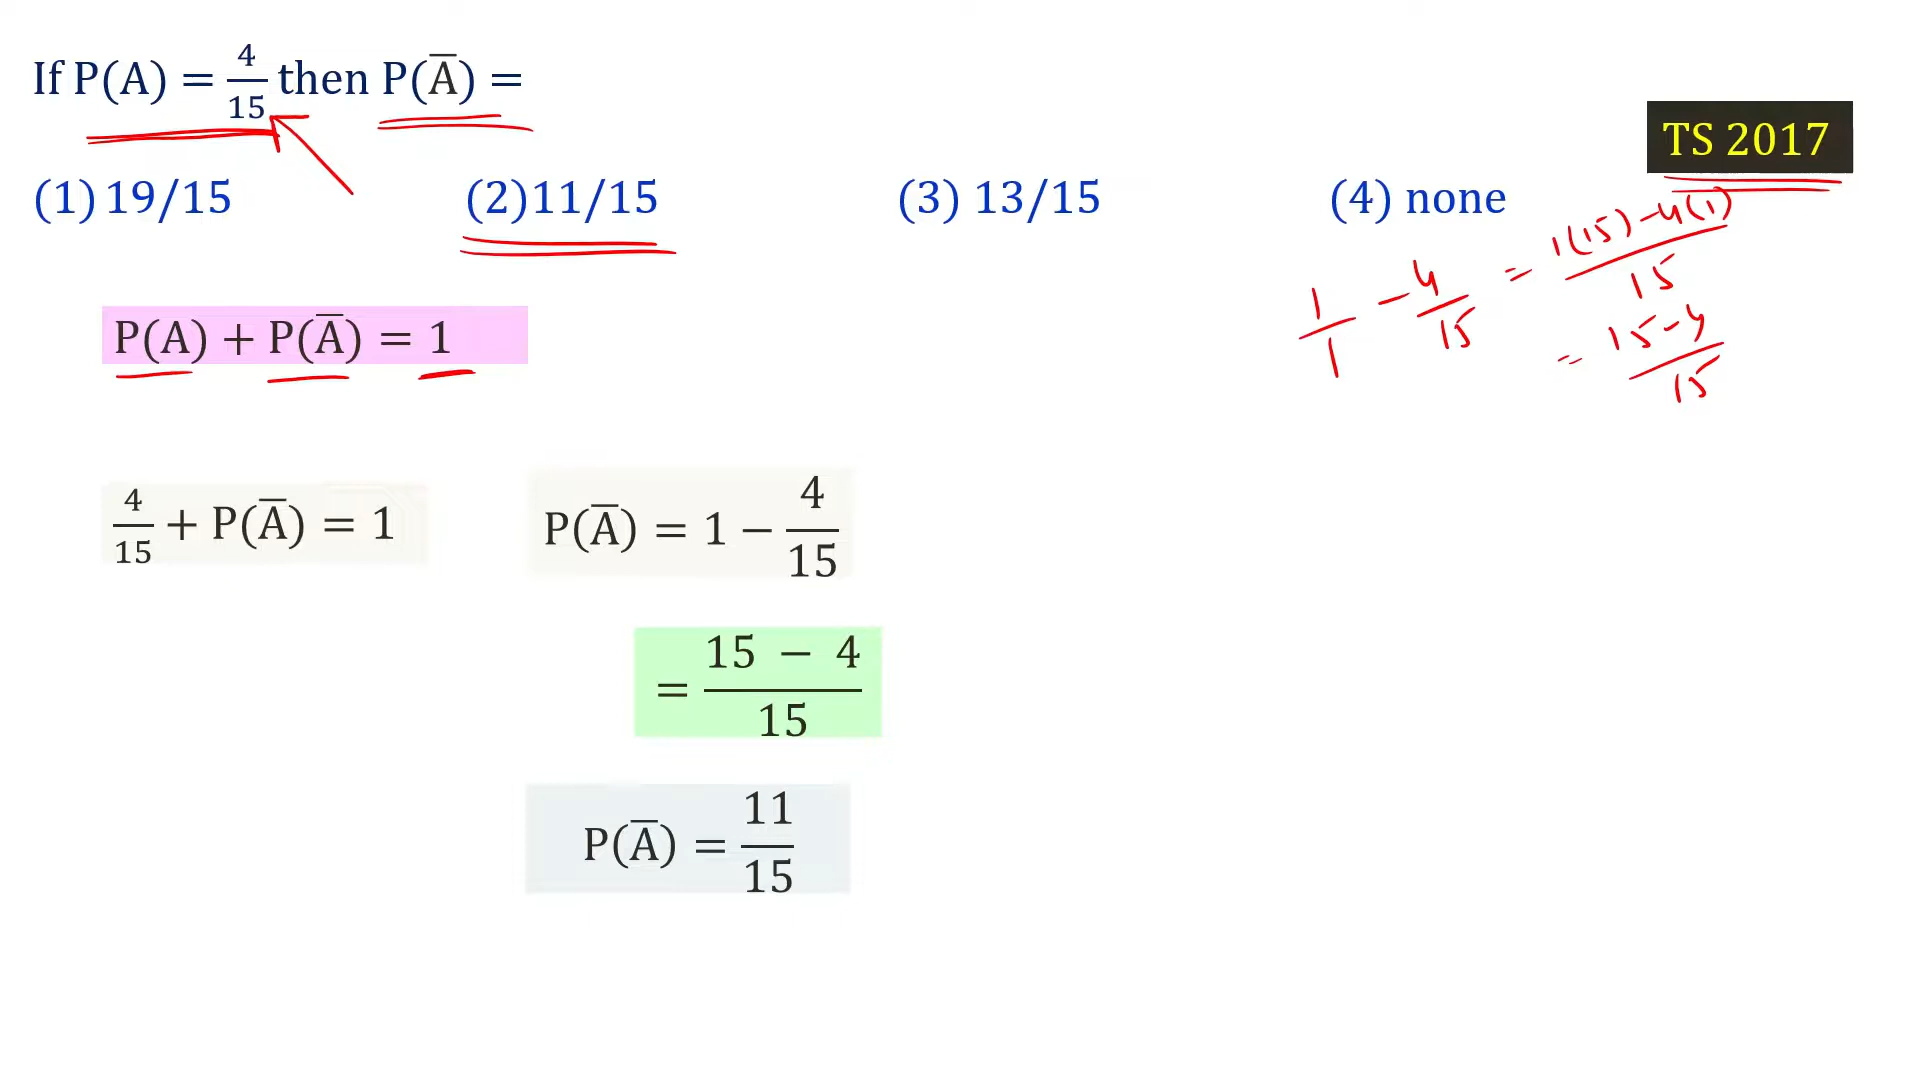 If P(A) = 4/15 then P(A̅) =
TS 2017
(1) 19/15 (2)11/15 (3) 13/15 (4) none
1/1 - 4/15 = 1(15) - 4(1)/15
= 15-4/15
P(A) + P(A̅) = 1
4/15 + P(A̅) = 1
P(A̅) = 1 − 4/15
= 15 − 4/15
P(A̅) = 11/15